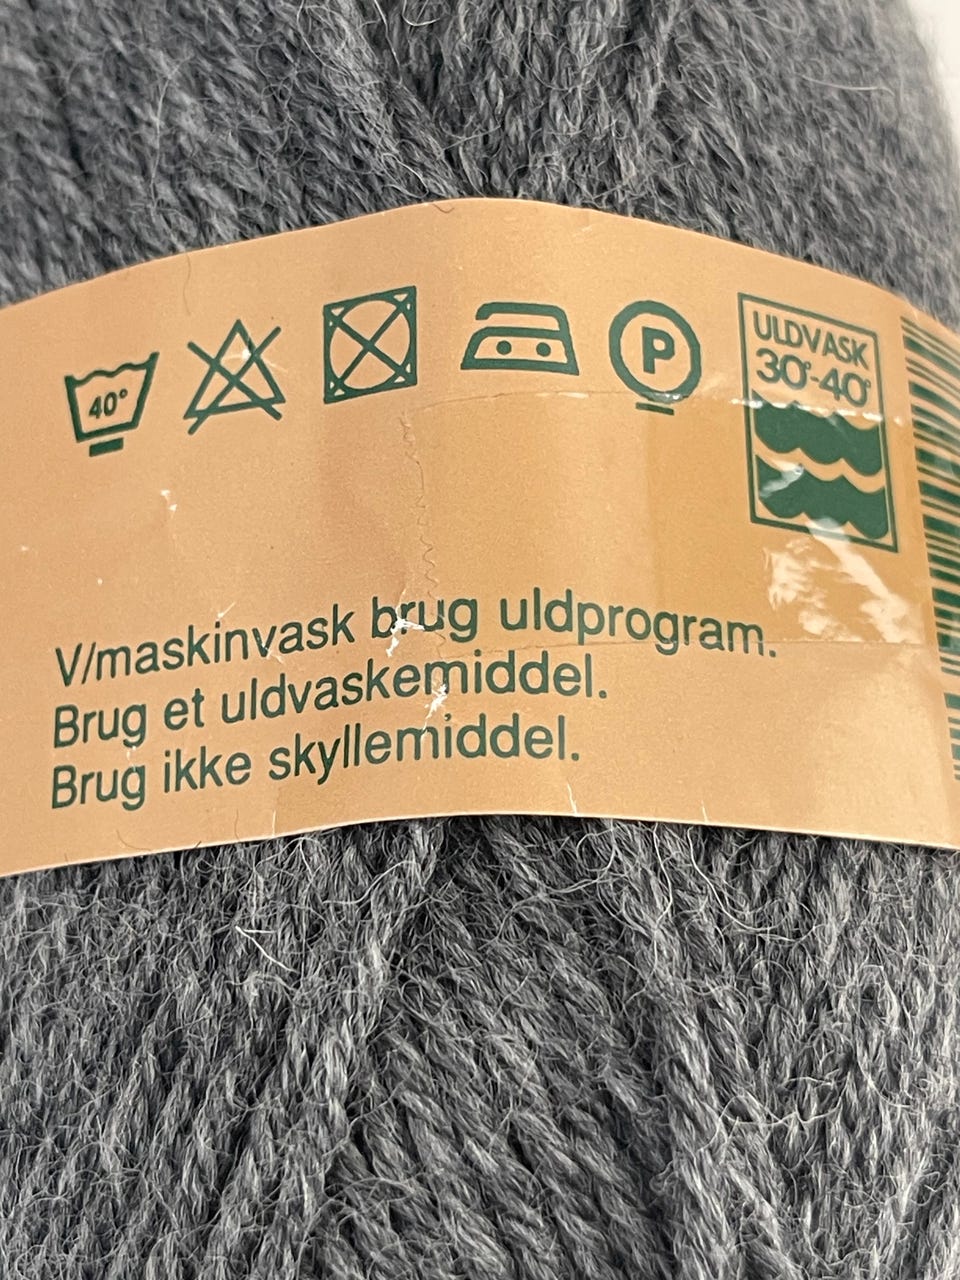 40°
P
ULDVASK
30°-40°
V/maskinvask brug uldprogram.
Brug et uldvaskemiddel.
Brug ikke skyllemiddel.